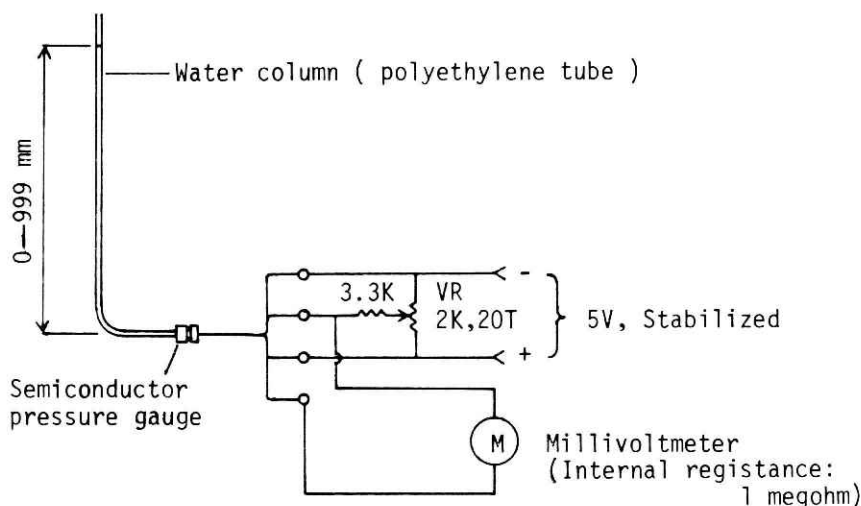 Water column ( polyethylene tube )
0—999 mm
3.3K
VR
2K,20T
-
+
5V, Stabilized
Semiconductor
pressure gauge
M
Millivoltmeter
(Internal registance:
1 megohm)